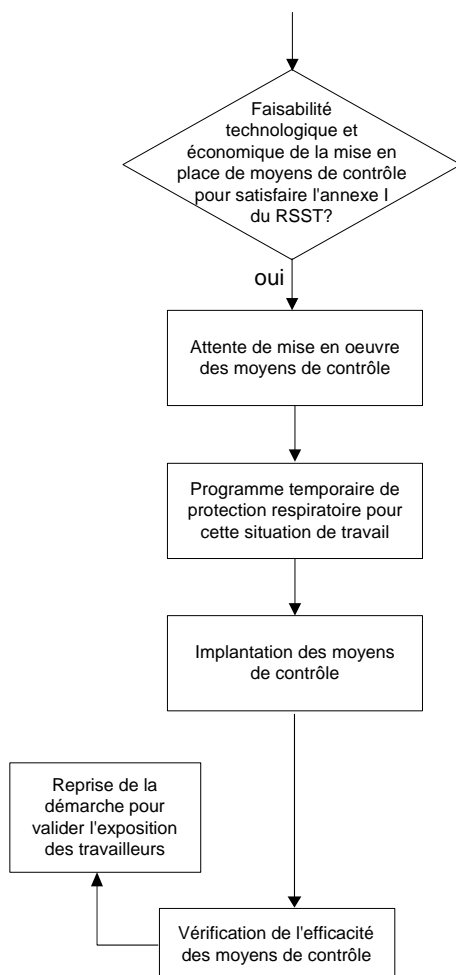 Faisabilité
technologique et
économique de la mise en
place de moyens de contrôle
pour satisfaire l'annexe I
du RSST?
oui
Attente de mise en oeuvre
des moyens de contrôle
Programme temporaire de
protection respiratoire pour
cette situation de travail
Implantation des moyens
de contrôle
Reprise de la
démarche pour
valider l'exposition
des travailleurs
Vérification de l'efficacité
des moyens de contrôle